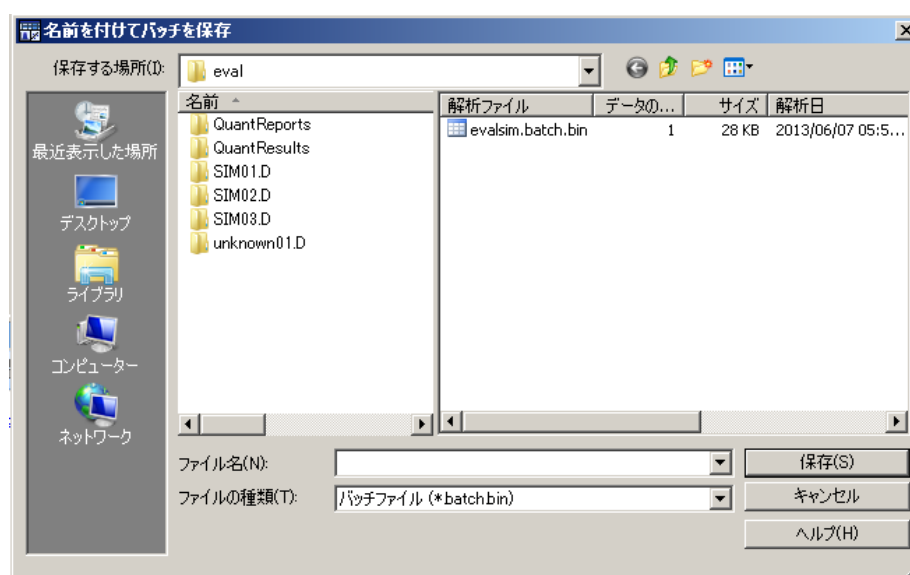 名前を付けてバッチを保存
保存する場所(I):
eval
最近表示した場所
デスクトップ
ライブラリ
コンピューター
ネットワーク
名前
QuantReports
QuantResults
SIM01.D
SIM02.D
SIM03.D
unknown01.D
解析ファイル データの... サイズ 解析日
evalsim.batch.bin 1 28 KB 2013/06/07 05:5...
ファイル名(N):
保存(S)
ファイルの種類(T): バッチファイル (*.batch.bin)
キャンセル
ヘルプ(H)